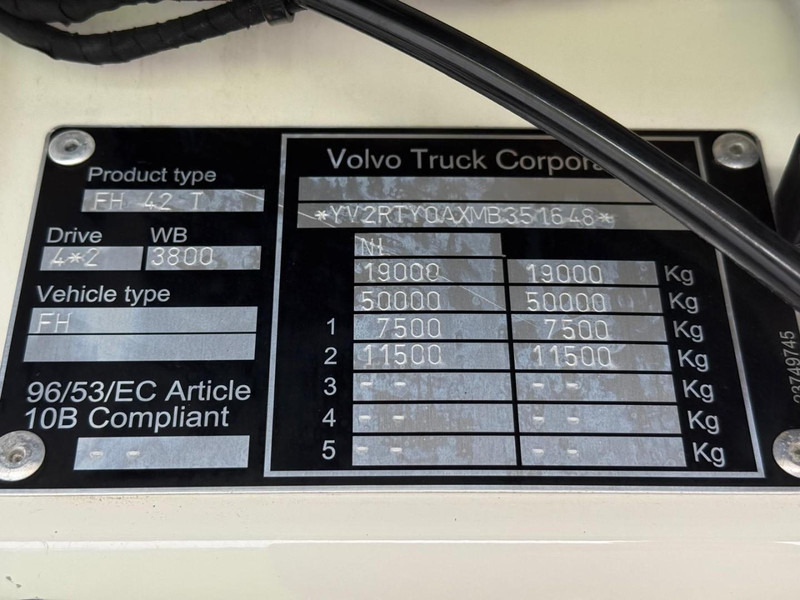 Product type
FH 42 T
Drive WB
4*2 3800
Vehicle type
FH
96/53/EC Article
10B Compliant
- -
Volvo Truck Corpora
*YV2RTY0AXMB351648*
NL
19000 19000 Kg
50000 50000 Kg
1 7500 7500 Kg
2 11500 11500 Kg
3 - - - - Kg
4 - - - - Kg
5 - - - - Kg
23749745